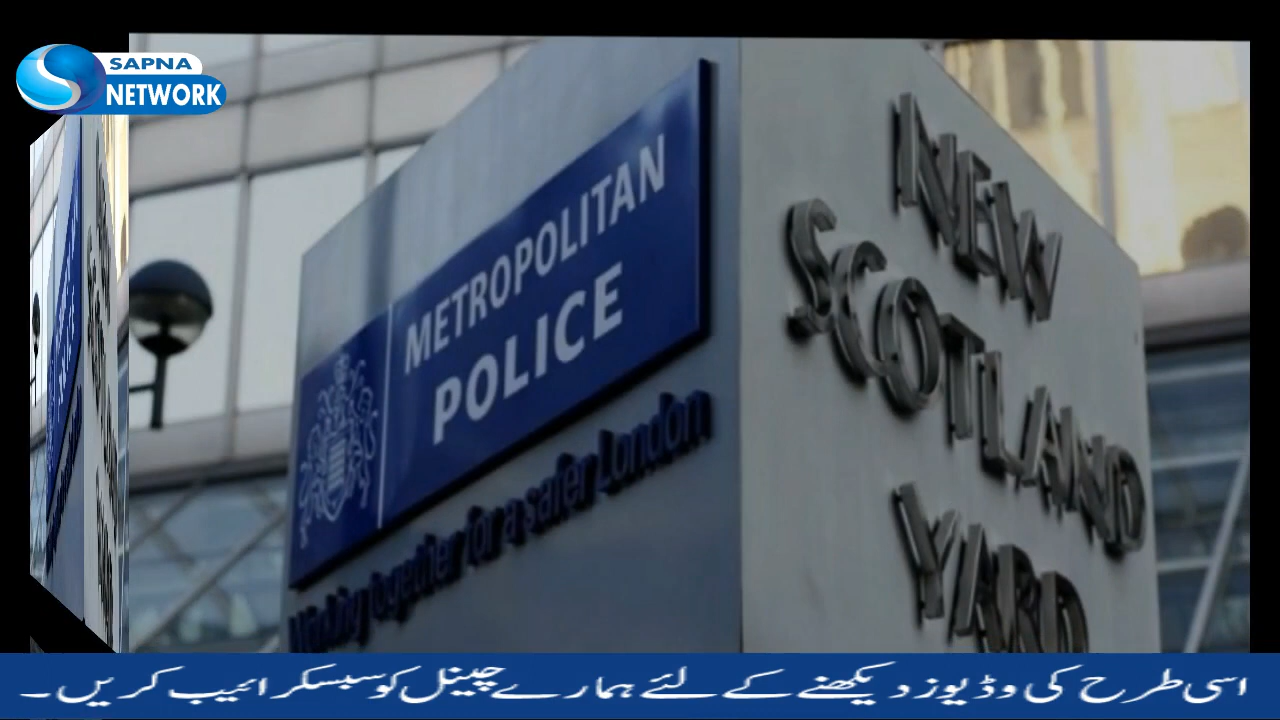 SAPNA
NETWORK
METROPOLITAN
POLICE
Working together for a safer London
NEW
SCOTLAND
YARD
اسی طرح کی وڈیوز دیکھنے کے لئے ہمارے چینل کو سبسکرائیب کریں۔